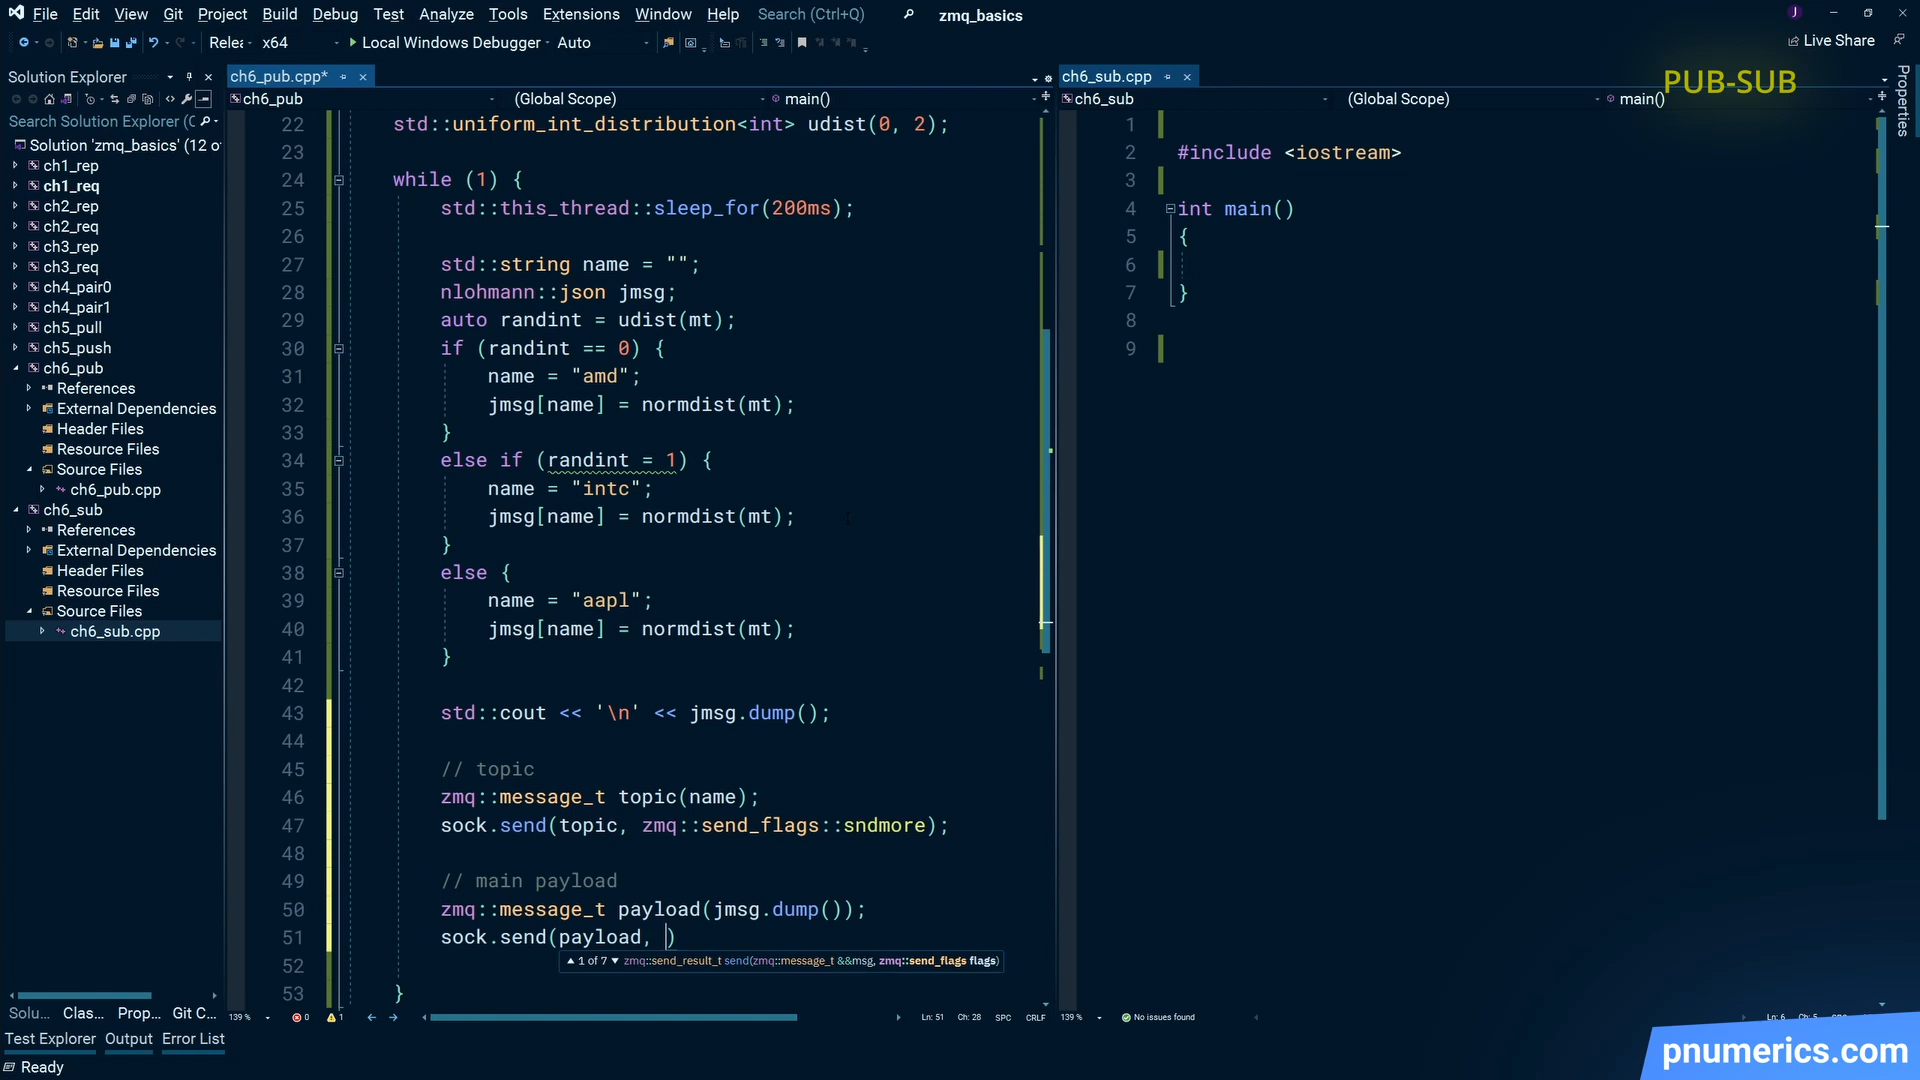 File Edit View Git Project Build Debug Test Analyze Tools Extensions Window Help Search (Ctrl+Q) zmq_basics J
Relea x64 Local Windows Debugger Auto Live Share
Solution Explorer
Search Solution Explorer (C
Solution 'zmq_basics' (12 o
ch1_rep
ch1_req
ch2_rep
ch2_req
ch3_rep
ch3_req
ch4_pair0
ch4_pair1
ch5_pull
ch5_push
ch6_pub
References
External Dependencies
Header Files
Resource Files
Source Files
ch6_pub.cpp
ch6_sub
References
External Dependencies
Header Files
Resource Files
Source Files
ch6_sub.cpp
Solu... Clas... Prop... Git C...
ch6_pub.cpp*
ch6_pub (Global Scope) main()
22 std::uniform_int_distribution<int> udist(0, 2);
23
24 while (1) {
25 std::this_thread::sleep_for(200ms);
26
27 std::string name = "";
28 nlohmann::json jmsg;
29 auto randint = udist(mt);
30 if (randint == 0) {
31 name = "amd";
32 jmsg[name] = normdist(mt);
33 }
34 else if (randint = 1) {
35 name = "intc";
36 jmsg[name] = normdist(mt);
37 }
38 else {
39 name = "aapl";
40 jmsg[name] = normdist(mt);
41 }
42
43 std::cout << '\n' << jmsg.dump();
44
45 // topic
46 zmq::message_t topic(name);
47 sock.send(topic, zmq::send_flags::sndmore);
48
49 // main payload
50 zmq::message_t payload(jmsg.dump());
51 sock.send(payload, )
1 of 7 zmq::send_result_t send(zmq::message_t &&msg, zmq::send_flags flags)
52
53 }
139 % 0 1 Ln: 51 Ch: 28 SPC CRLF
ch6_sub.cpp
PUB-SUB
ch6_sub (Global Scope) main()
1
2 #include <iostream>
3
4 int main()
5 {
6
7 }
8
9
139 % No issues found Ln: 6
Properties
Test Explorer Output Error List
Ready
pnumerics.com